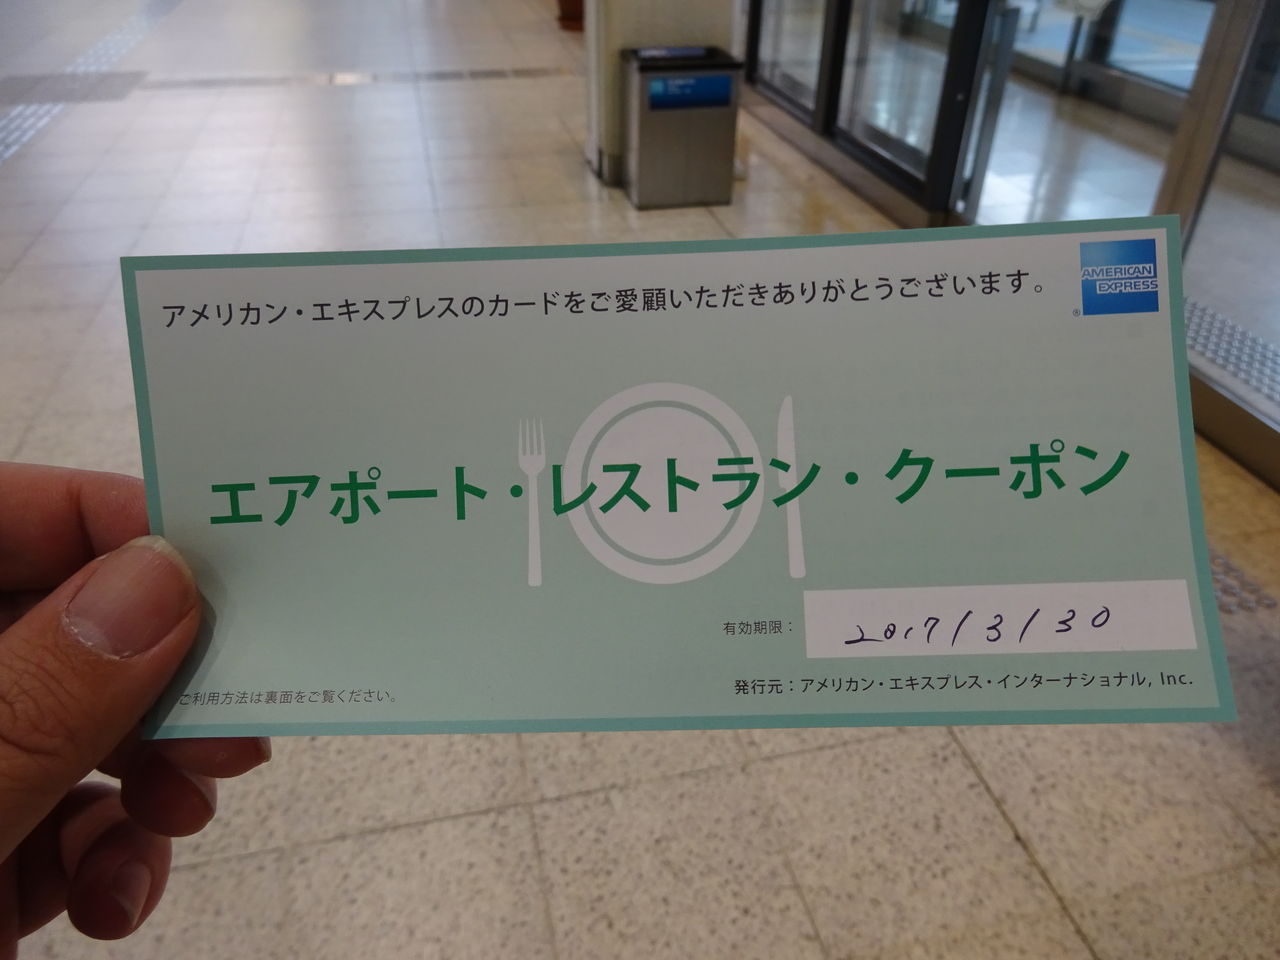 アメリカン・エキスプレスのカードをご愛顧いただきありがとうございます。
AMERICAN
EXPRESS
®
エアポート・レストラン・クーポン
有効期限：
2017/3/30
ご利用方法は裏面をご覧ください。
発行元：アメリカン・エキスプレス・インターナショナル, Inc.